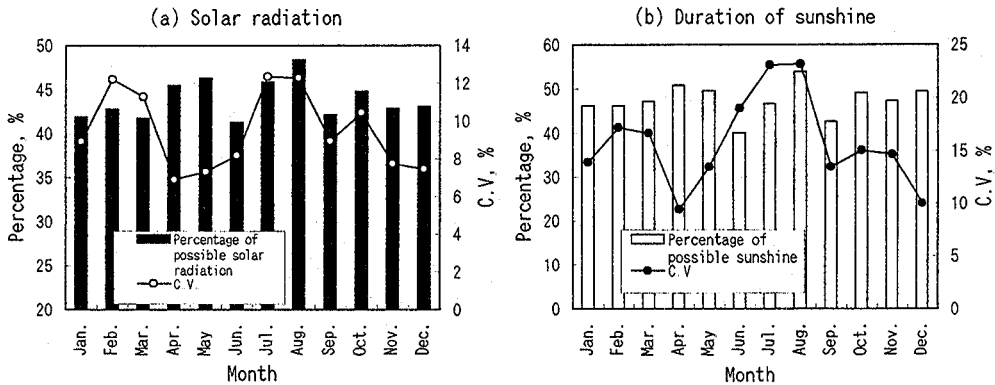 (a) Solar radiation
50
45
40
35
30
25
20
Percentage, %
14
12
10
8
6
4
2
0
C.V, %
Percentage of
possible solar
radiation
C.V.
Jan.
Feb.
Mar.
Apr.
May
Jun.
Jul.
Aug.
Sep.
Oct.
Nov.
Dec.
Month
(b) Duration of sunshine
60
50
40
30
20
10
0
Percentage, %
25
20
15
10
5
0
C.V, %
Percentage of
possible sunshine
C.V
Jan.
Feb.
Mar.
Apr.
May
Jun.
Jul.
Aug.
Sep.
Oct.
Nov.
Dec.
Month